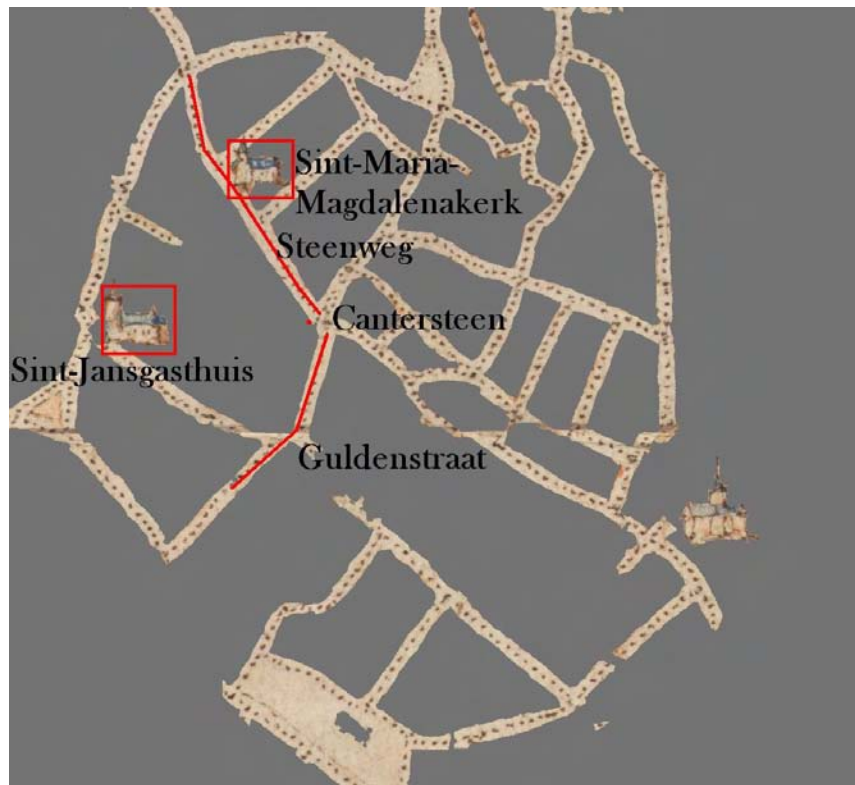 Sint-Maria-
Magdalenakerk
Steenweg
Cantersteen
Sint-Jansgasthuis
Guldenstraat